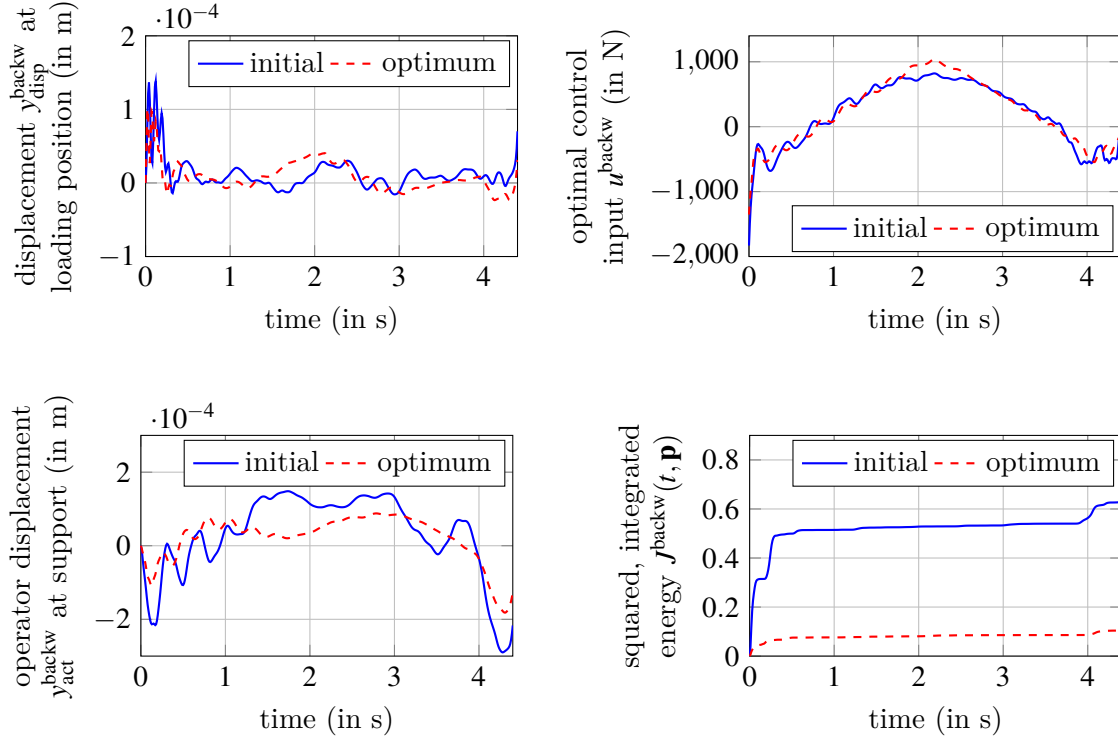 ·10⁻⁴
displacement y_disp^backw at
loading position (in m)
2
1
0
−1
initial optimum
0 1 2 3 4
time (in s)
optimal control
input u^backw (in N)
1,000
0
−1,000
−2,000
initial optimum
0 1 2 3 4
time (in s)
·10⁻⁴
operator displacement
y_act^backw at support (in m)
2
0
−2
initial optimum
0 1 2 3 4
time (in s)
squared, integrated
energy J^backw(t, p)
0.8
0.6
0.4
0.2
0
initial optimum
0 1 2 3 4
time (in s)